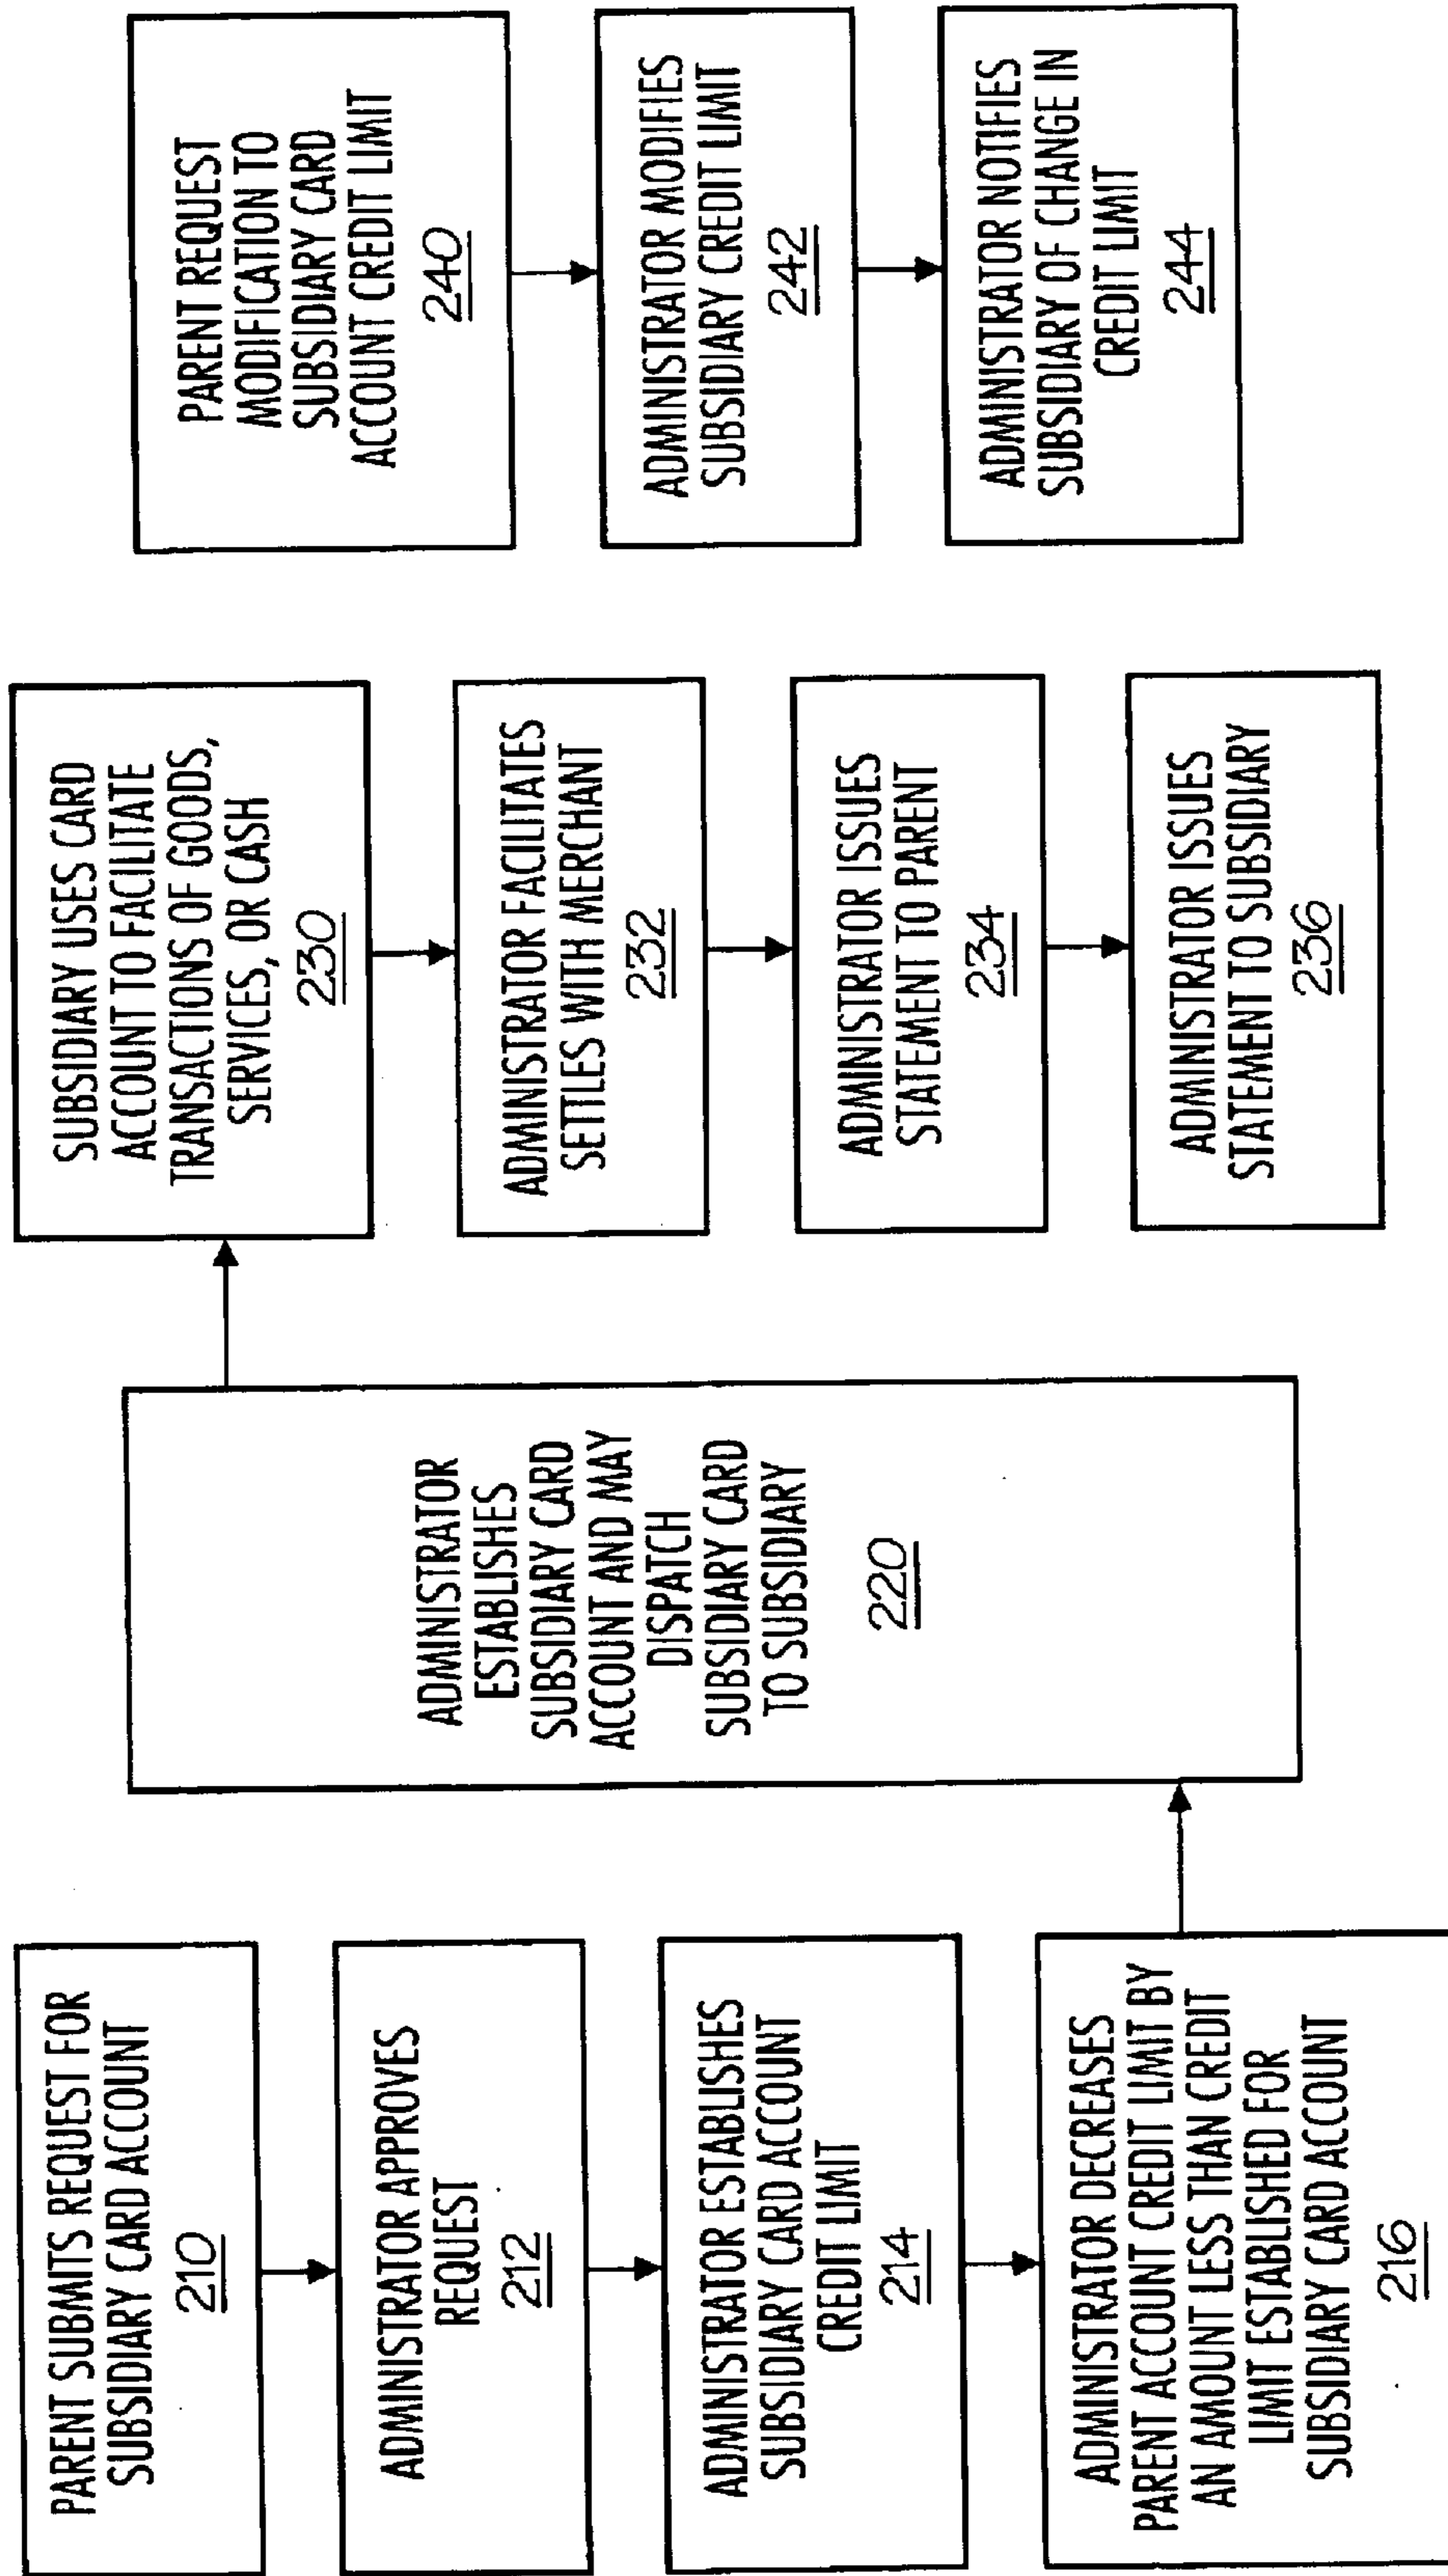 PARENT SUBMITS REQUEST FOR
SUBSIDIARY CARD ACCOUNT
210
ADMINISTRATOR APPROVES
REQUEST
212
ADMINISTRATOR ESTABLISHES
SUBSIDIARY CARD ACCOUNT
CREDIT LIMIT
214
ADMINISTRATOR DECREASES
PARENT ACCOUNT CREDIT LIMIT BY
AN AMOUNT LESS THAN CREDIT
LIMIT ESTABLISHED FOR
SUBSIDIARY CARD ACCOUNT
216
ADMINISTRATOR
ESTABLISHES
SUBSIDIARY CARD
ACCOUNT AND MAY
DISPATCH
SUBSIDIARY CARD
TO SUBSIDIARY
220
SUBSIDIARY USES CARD
ACCOUNT TO FACILITATE
TRANSACTIONS OF GOODS,
SERVICES, OR CASH
230
ADMINISTRATOR FACILITATES
SETTLES WITH MERCHANT
232
ADMINISTRATOR ISSUES
STATEMENT TO PARENT
234
ADMINISTRATOR ISSUES
STATEMENT TO SUBSIDIARY
236
PARENT REQUEST
MODIFICATION TO
SUBSIDIARY CARD
ACCOUNT CREDIT LIMIT
240
ADMINISTRATOR MODIFIES
SUBSIDIARY CREDIT LIMIT
242
ADMINISTRATOR NOTIFIES
SUBSIDIARY OF CHANGE IN
CREDIT LIMIT
244